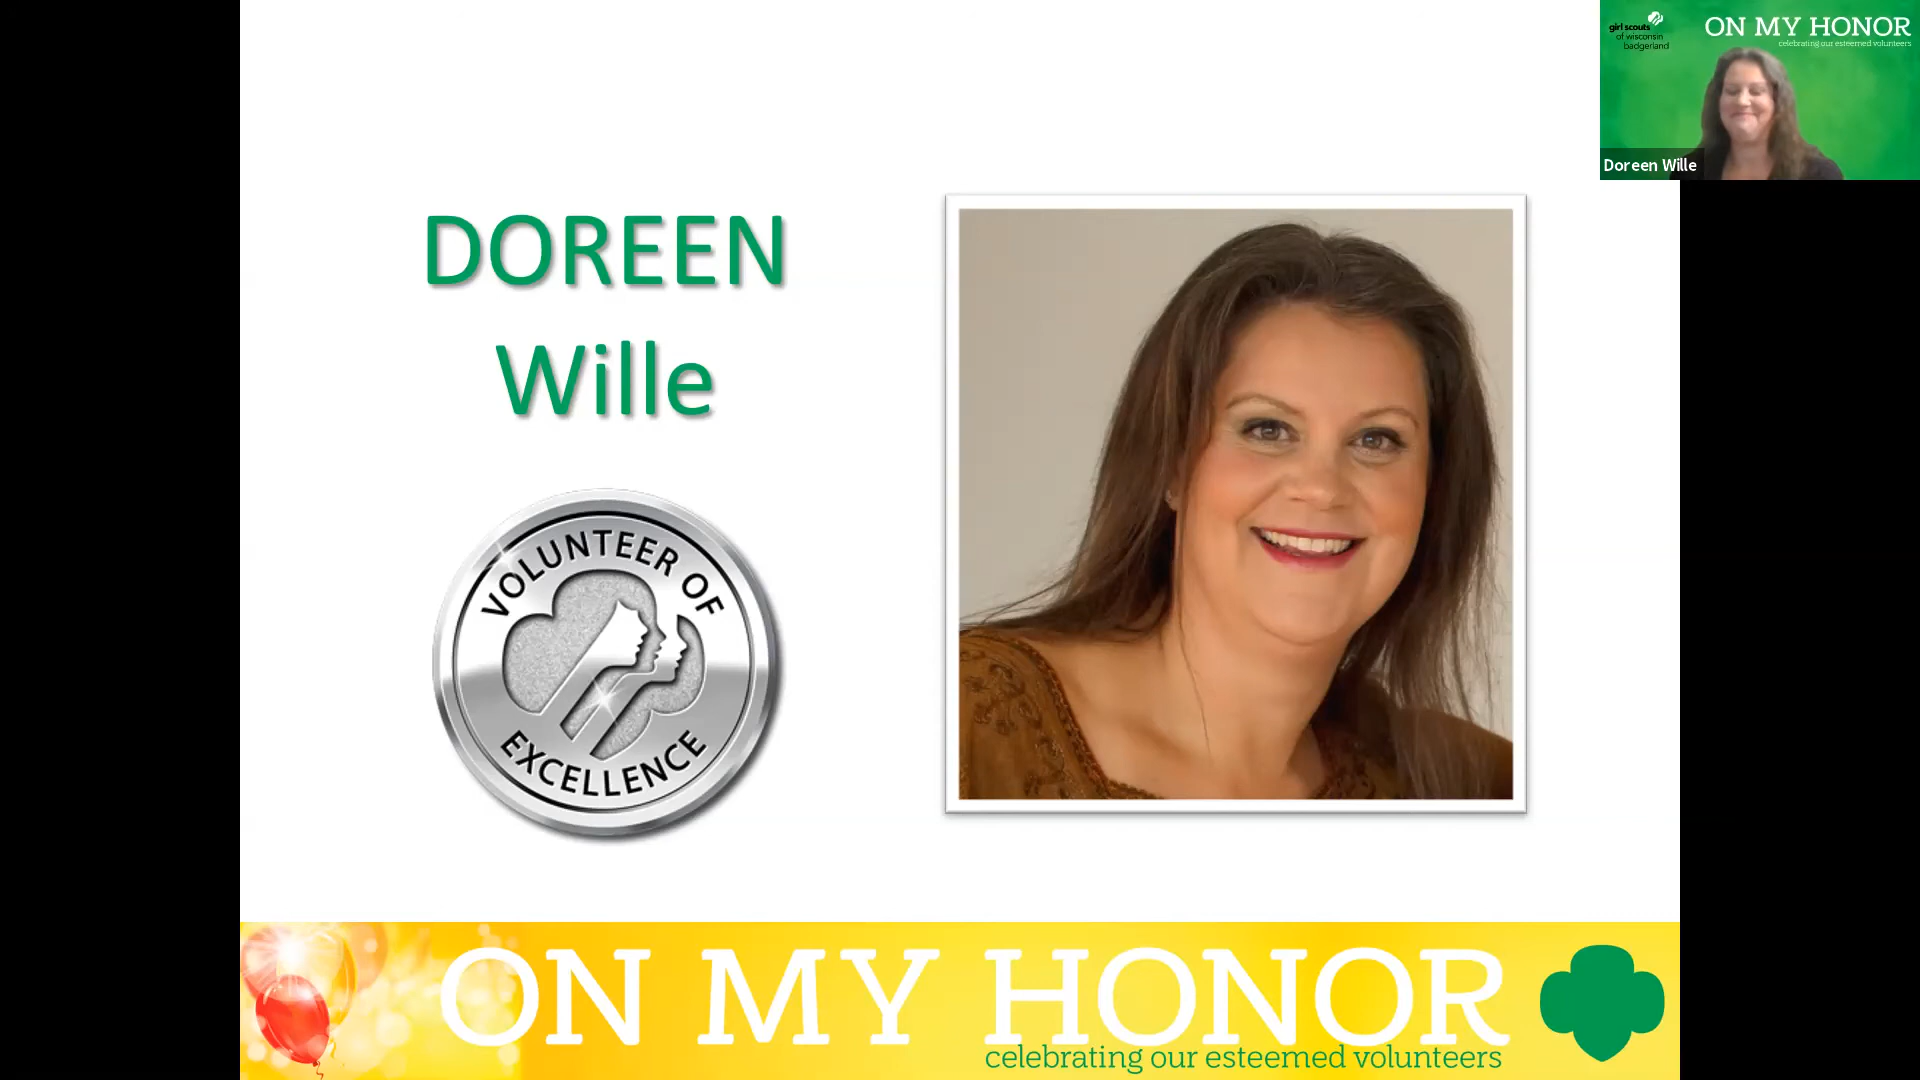 girl scouts
of wisconsin
badgerland
ON MY HONOR
celebrating our esteemed volunteers
Doreen Wille
DOREEN
Wille
VOLUNTEER OF
EXCELLENCE
ON MY HONOR
celebrating our esteemed volunteers